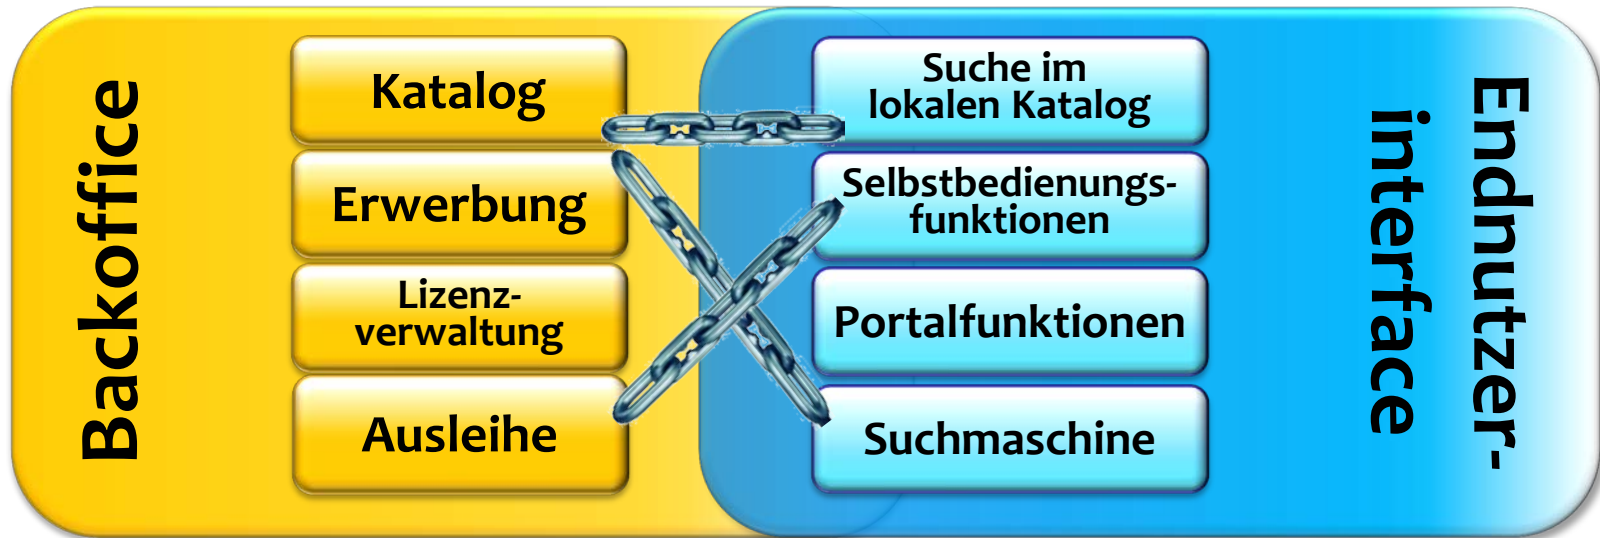 Backoffice
Katalog
Erwerbung
Lizenz-
verwaltung
Ausleihe
Suche im
lokalen Katalog
Selbstbedienungs-
funktionen
Portalfunktionen
Suchmaschine
Endnutzer-
interface